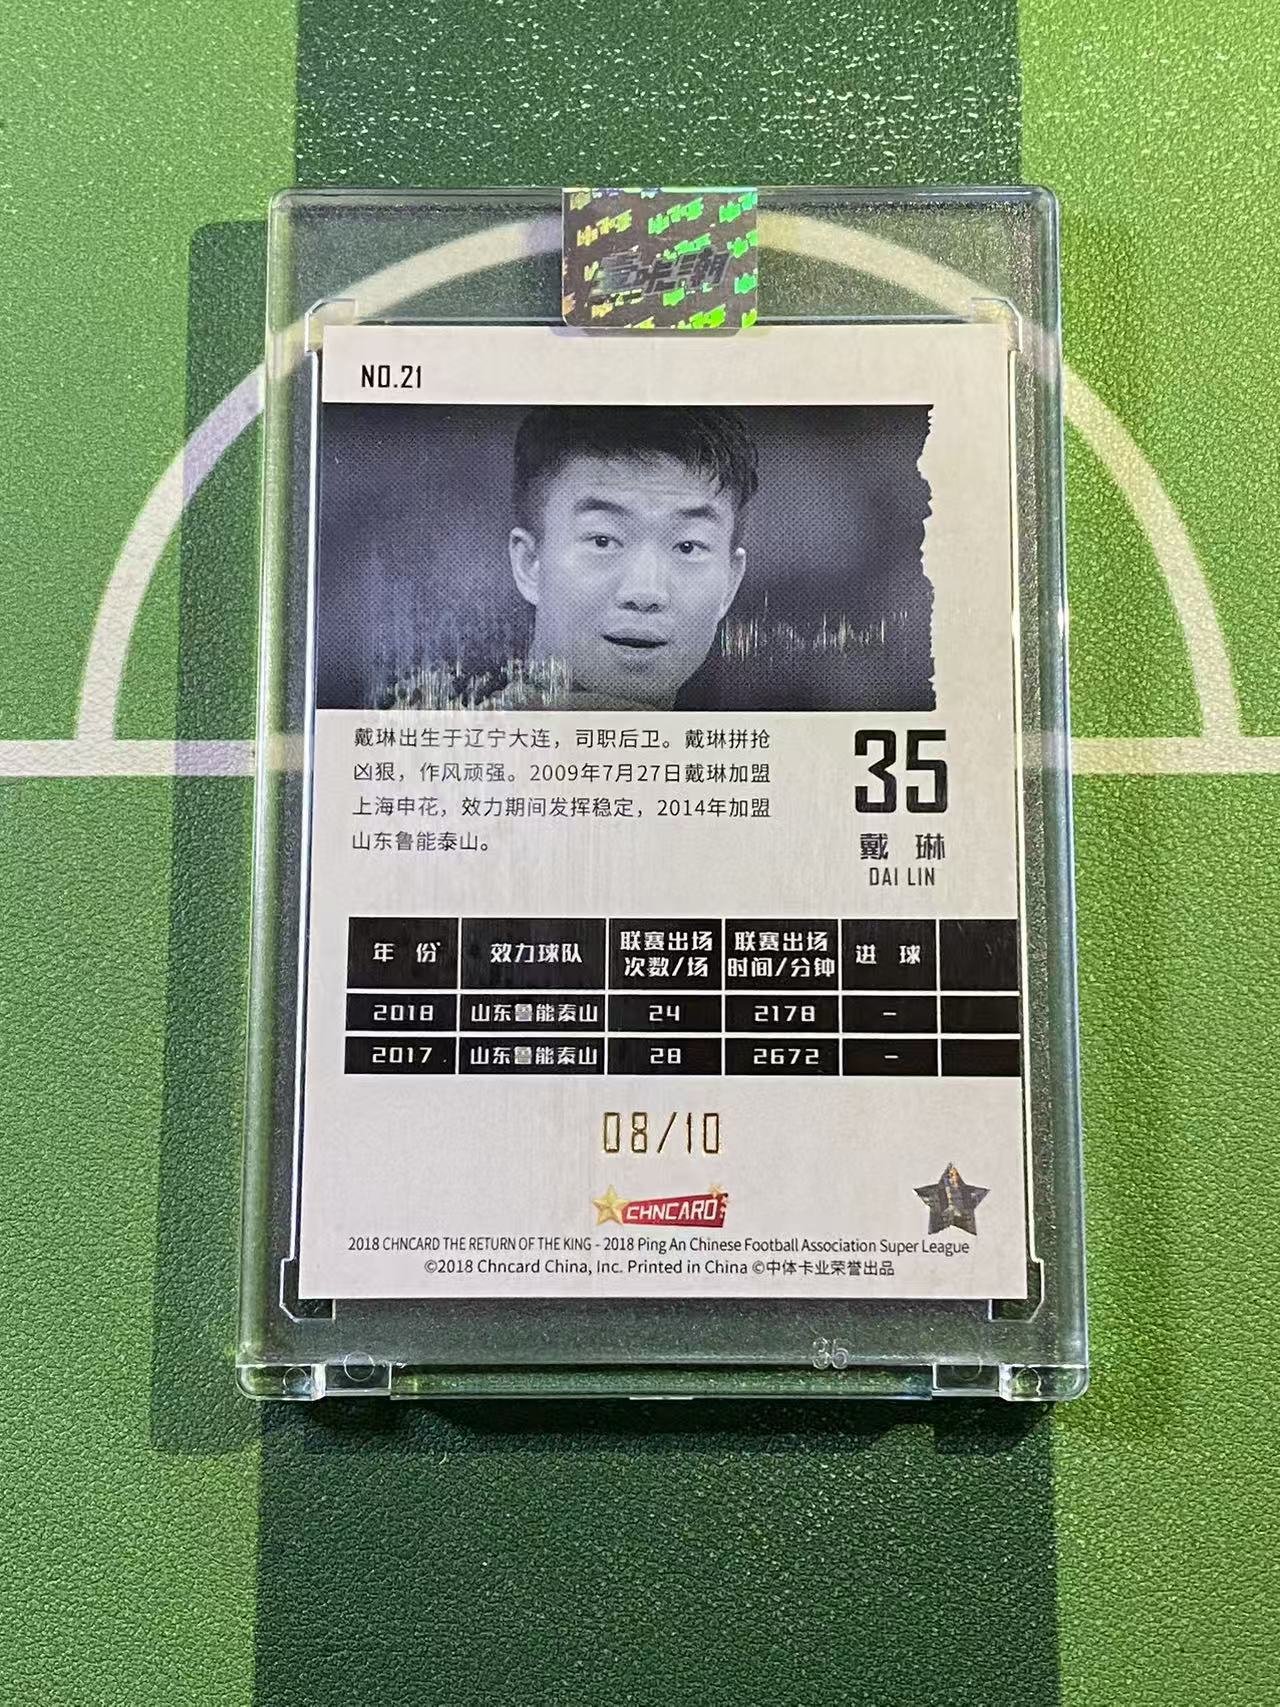 NO.21
戴琳出生于辽宁大连，司职后卫。戴琳拼抢
凶狠，作风顽强。2009年7月27日戴琳加盟
上海申花，效力期间发挥稳定，2014年加盟
山东鲁能泰山。
35
戴 琳
DAI LIN
年 份 效力球队 联赛出场次数/场 联赛出场时间/分钟 进 球
2018 山东鲁能泰山 24 2178 –
2017 山东鲁能泰山 28 2672 –
08/10
CHNCARD
2018 CHNCARD THE RETURN OF THE KING - 2018 Ping An Chinese Football Association Super League
©2018 Chncard China, Inc. Printed in China ©中体卡业荣誉出品
35